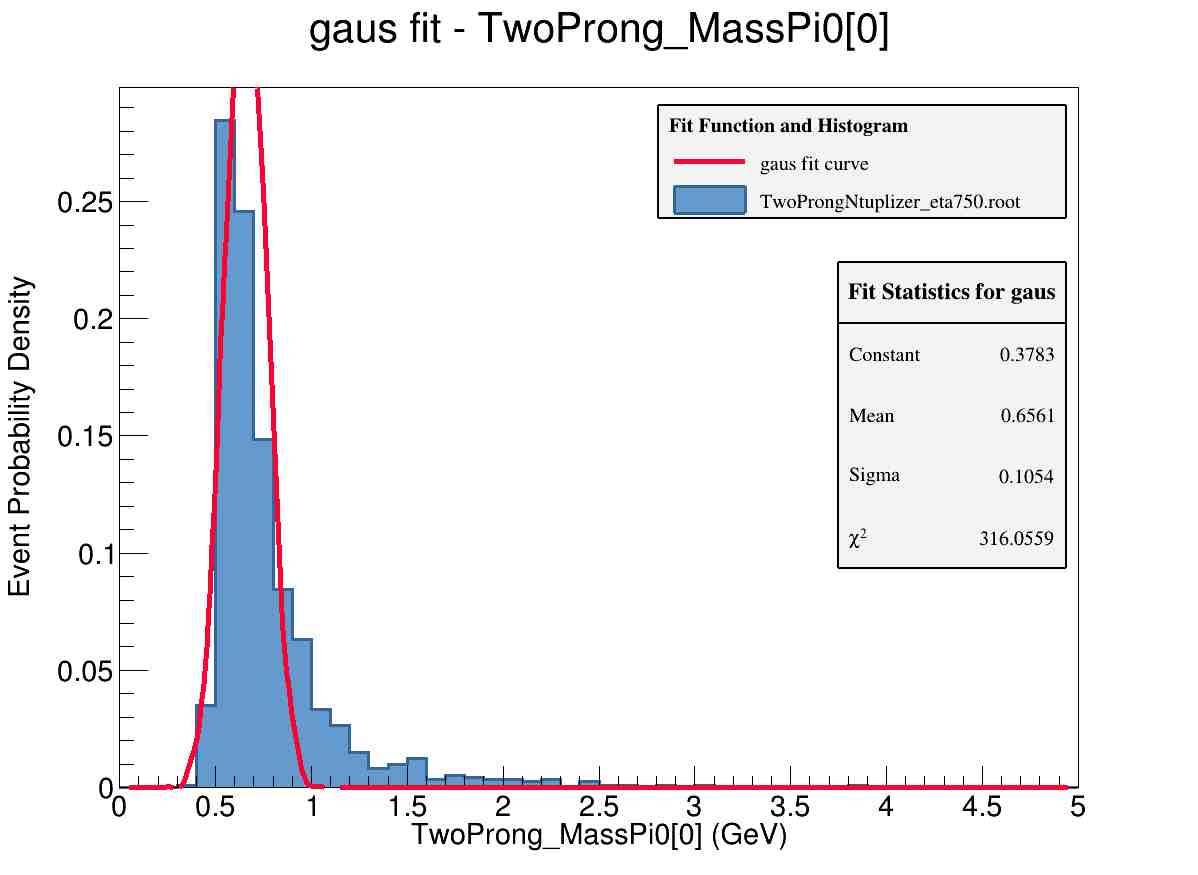 gaus fit - TwoProng_MassPi0[0]
Fit Function and Histogram
gaus fit curve
TwoProngNtuplizer_eta750.root
Fit Statistics for gaus
Constant 0.3783
Mean 0.6561
Sigma 0.1054
χ² 316.0559
Event Probability Density
0.25
0.2
0.15
0.1
0.05
0
0 0.5 1 1.5 2 2.5 3 3.5 4 4.5 5
TwoProng_MassPi0[0] (GeV)